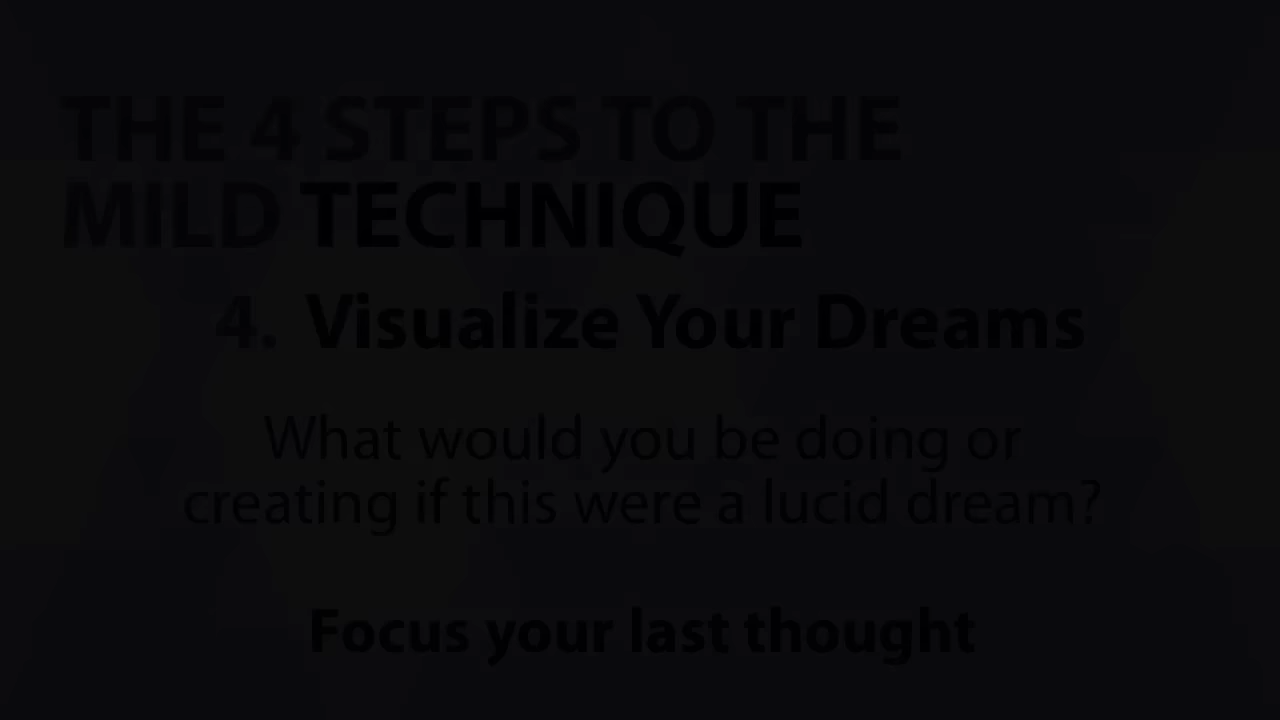 THE 4 STEPS TO THE
MILD TECHNIQUE
4. Visualize Your Dreams
What would you be doing or
creating if this were a lucid dream?
Focus your last thought